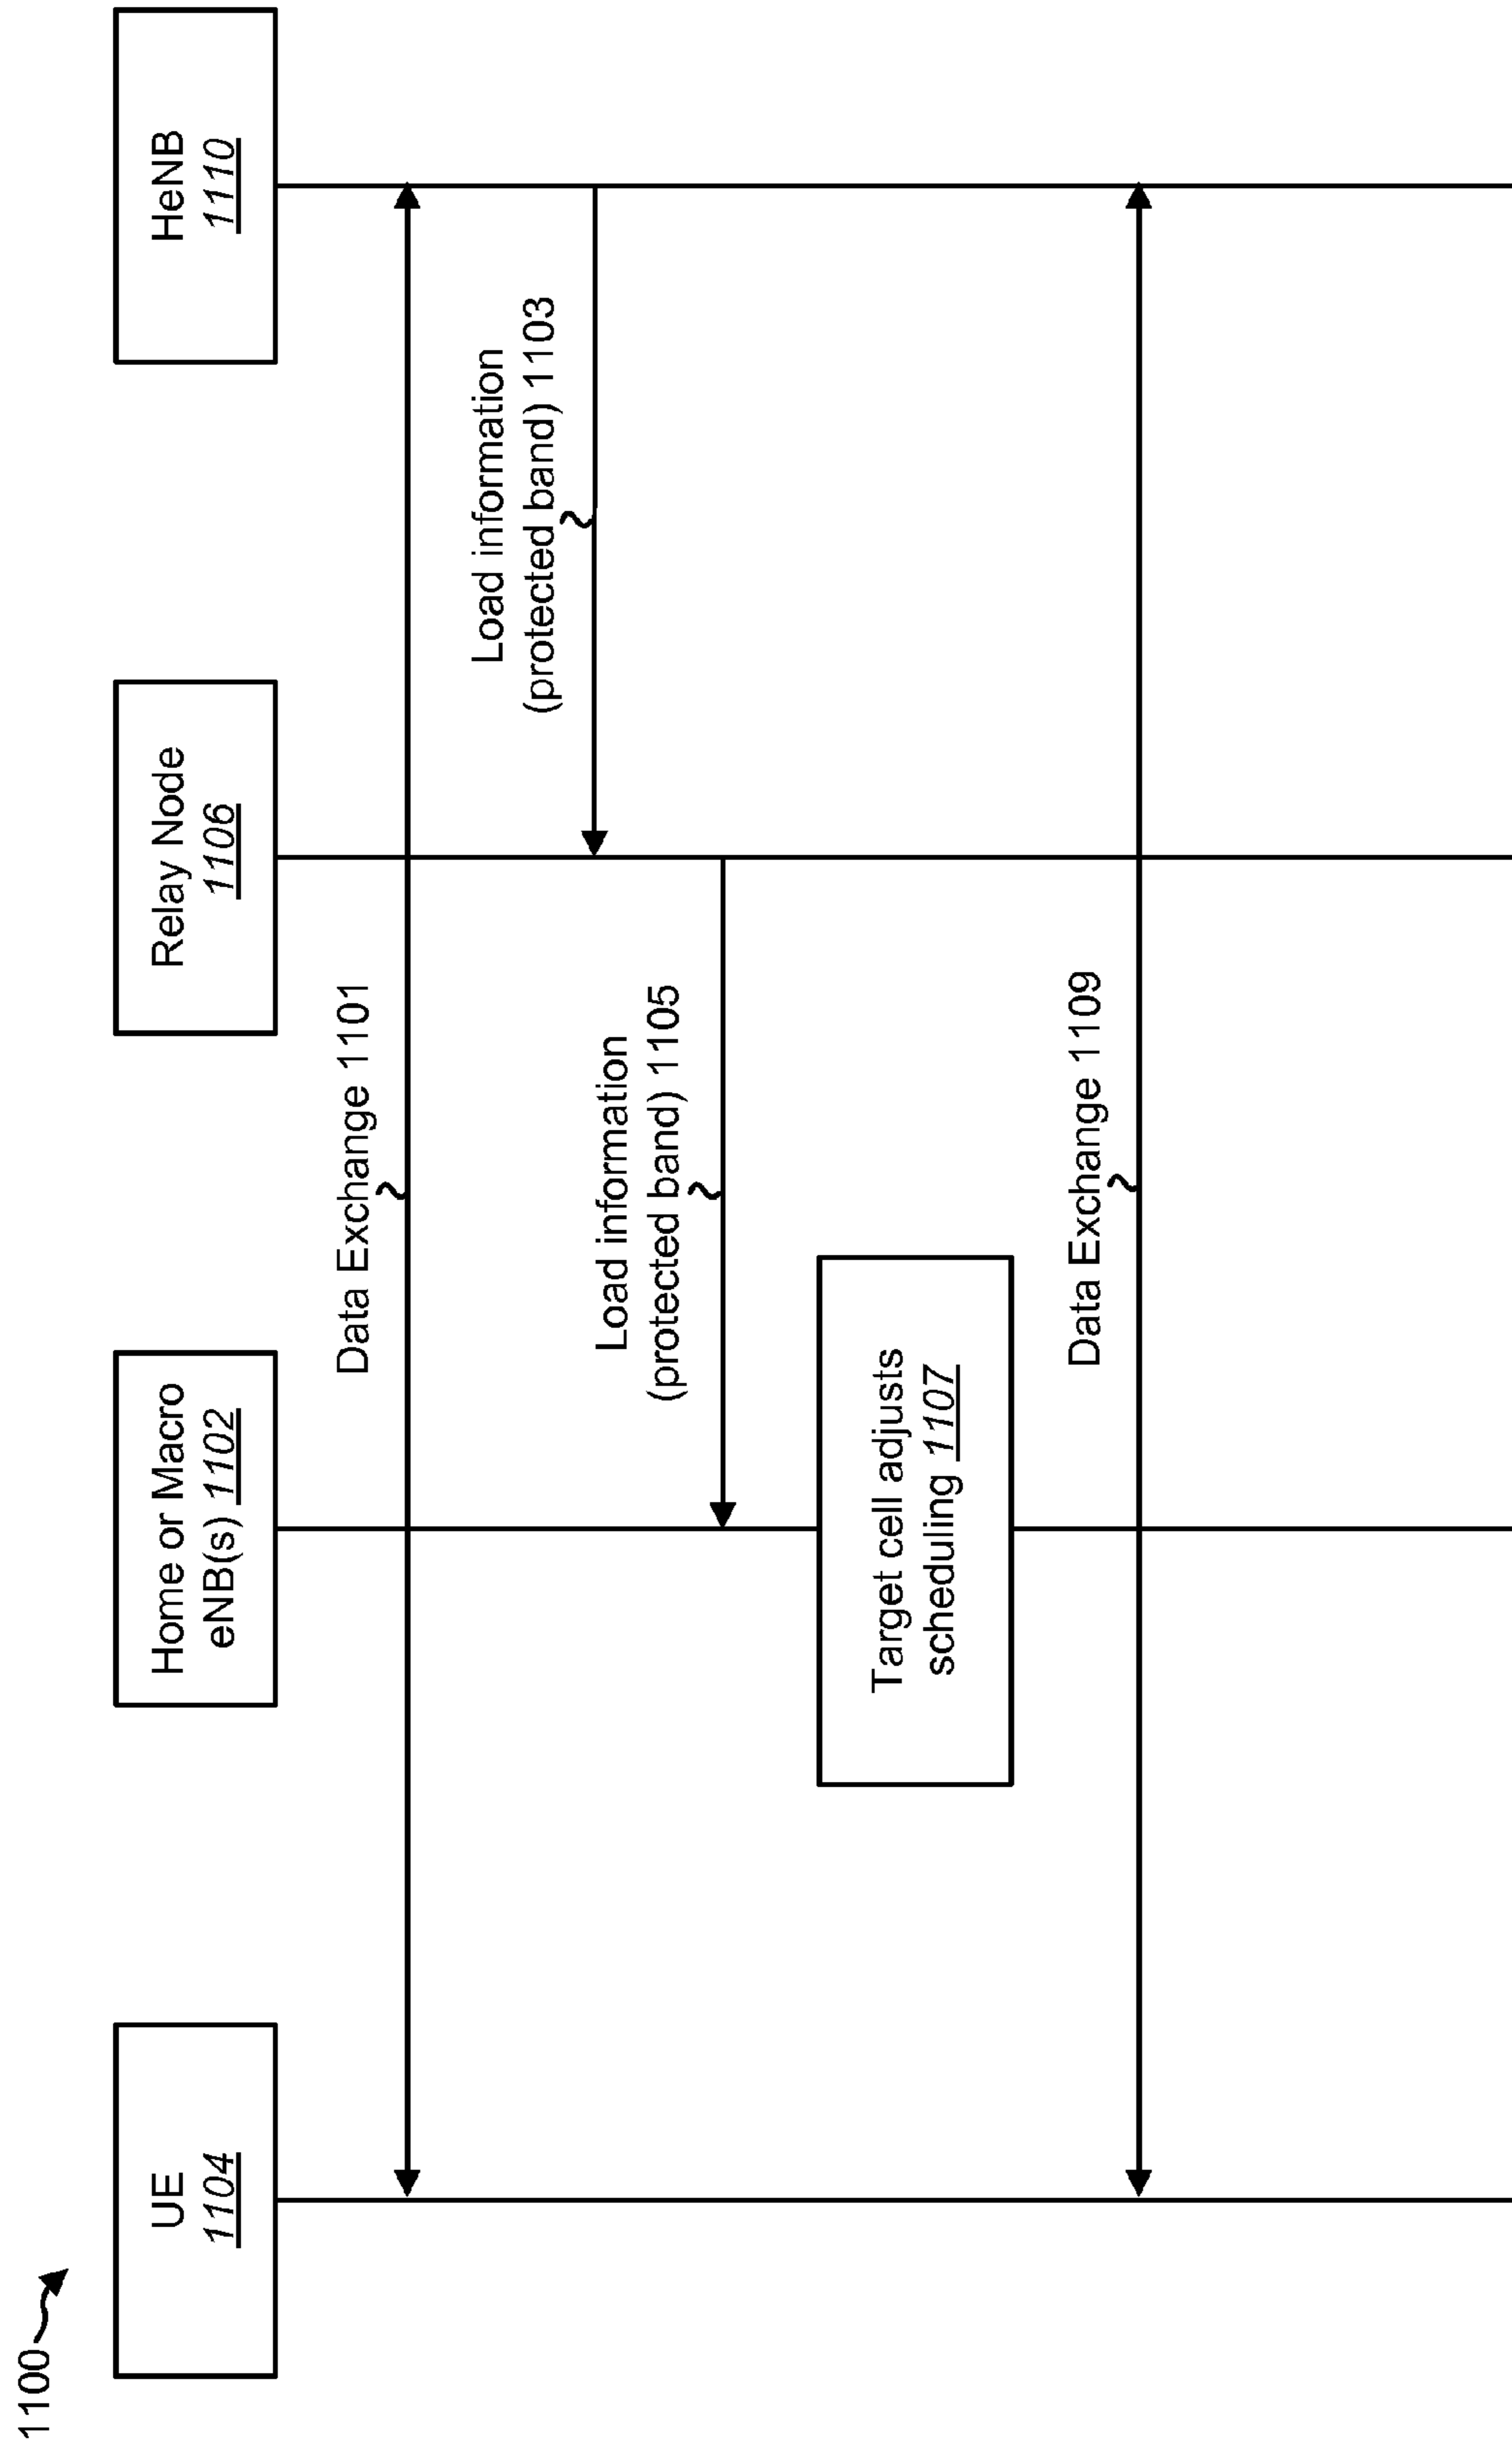 1100
UE
1104
Home or Macro
eNB(s) 1102
Relay Node
1106
HeNB
1110
Data Exchange 1101
Load information
(protected band) 1103
Load information
(protected band) 1105
Target cell adjusts
scheduling 1107
Data Exchange 1109